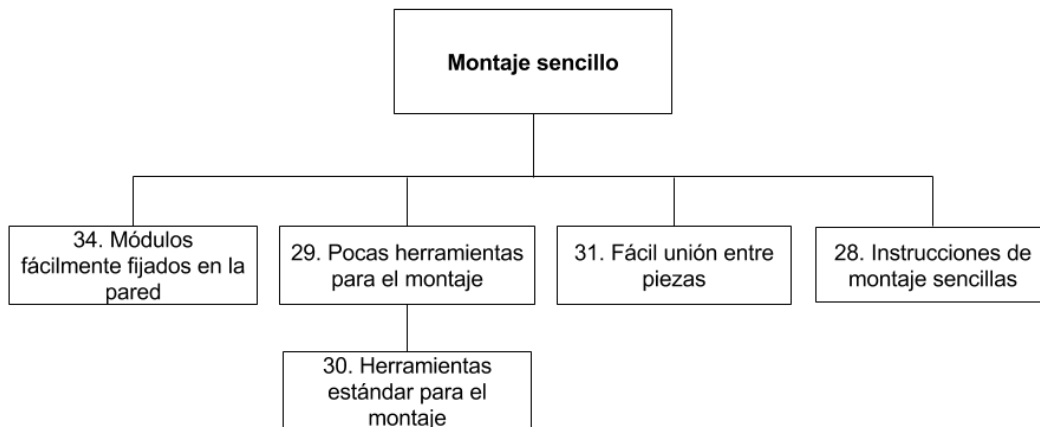 Montaje sencillo
34. Módulos
fácilmente fijados en la
pared
29. Pocas herramientas
para el montaje
31. Fácil unión entre
piezas
28. Instrucciones de
montaje sencillas
30. Herramientas
estándar para el
montaje